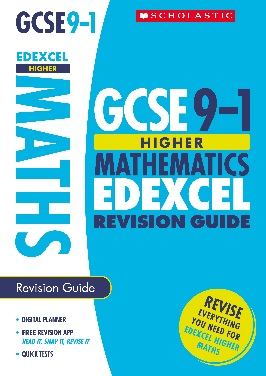 GCSE 9–1
EDEXCEL
HIGHER
MATHS
Revision Guide
• DIGITAL PLANNER
• FREE REVISION APP
READ IT, SNAP IT, REVISE IT
• QUICK TESTS
SCHOLASTIC
GCSE 9–1
HIGHER
MATHEMATICS
EDEXCEL
REVISION GUIDE
REVISE
EVERYTHING
YOU NEED FOR
EDEXCEL HIGHER
MATHS